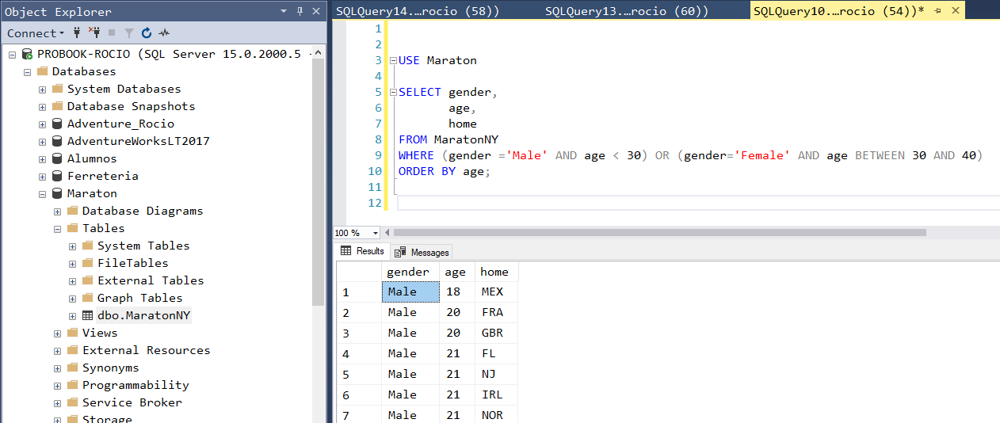 Object Explorer
Connect
PROBOOK-ROCIO (SQL Server 15.0.2000.5 -
Databases
System Databases
Database Snapshots
Adventure_Rocio
AdventureWorksLT2017
Alumnos
Ferreteria
Maraton
Database Diagrams
Tables
System Tables
FileTables
External Tables
Graph Tables
dbo.MaratonNY
Views
External Resources
Synonyms
Programmability
Service Broker
Storage
SQLQuery14....rocio (58)) SQLQuery13....rocio (60)) SQLQuery10....rocio (54))*
1
2
3 USE Maraton
4
5 SELECT gender,
6 age,
7 home
8 FROM MaratonNY
9 WHERE (gender ='Male' AND age < 30) OR (gender='Female' AND age BETWEEN 30 AND 40)
10 ORDER BY age;
11
12
100 %
Results Messages
gender age home
1 Male 18 MEX
2 Male 20 FRA
3 Male 20 GBR
4 Male 21 FL
5 Male 21 NJ
6 Male 21 IRL
7 Male 21 NOR